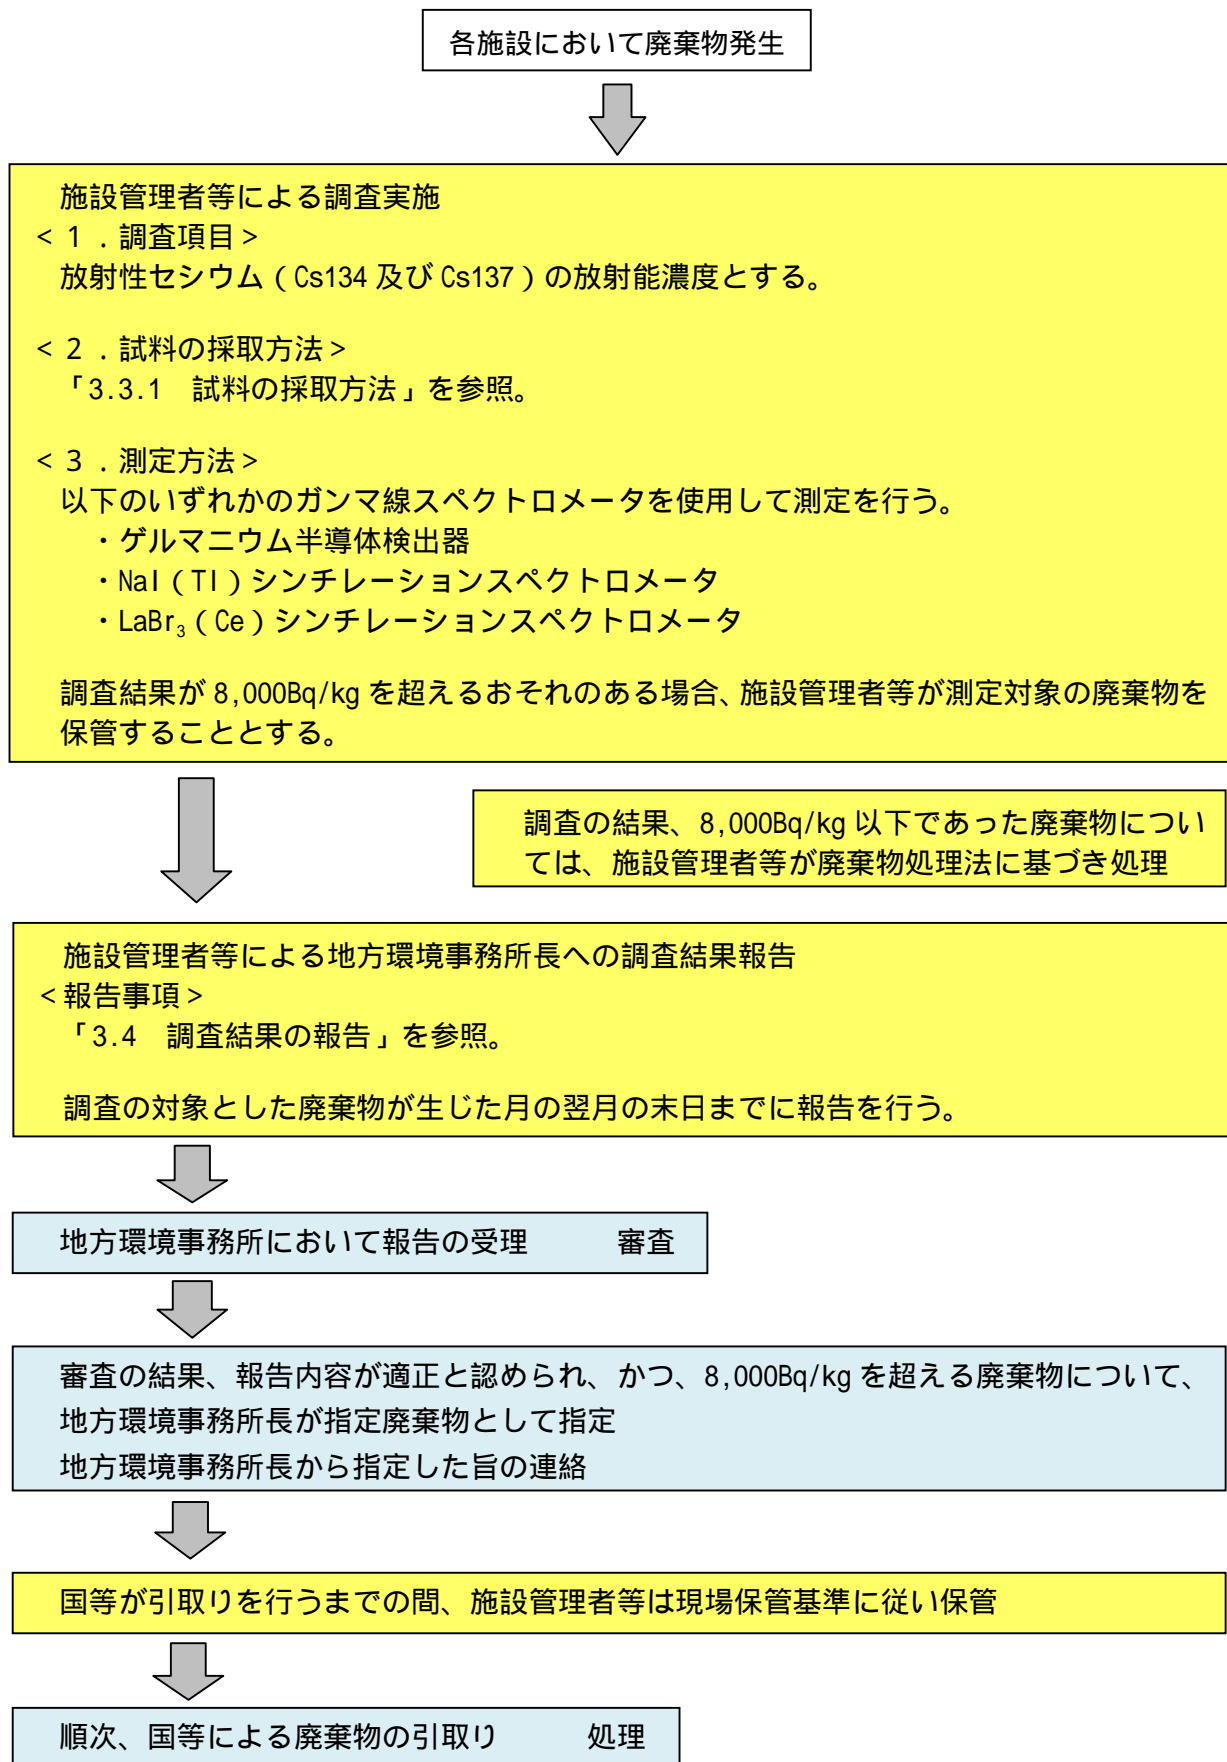 各施設において廃棄物発生
施設管理者等による調査実施
<1.調査項目>
放射性セシウム(Cs134 及び Cs137)の放射能濃度とする。
<2.試料の採取方法>
「3.3.1 試料の採取方法」を参照。
<3.測定方法>
以下のいずれかのガンマ線スペクトロメータを使用して測定を行う。
・ゲルマニウム半導体検出器
・NaI(Tl)シンチレーションスペクトロメータ
・LaBr₃(Ce)シンチレーションスペクトロメータ
調査結果が 8,000Bq/kg を超えるおそれのある場合、施設管理者等が測定対象の廃棄物を
保管することとする。
調査の結果、8,000Bq/kg 以下であった廃棄物につい
ては、施設管理者等が廃棄物処理法に基づき処理
施設管理者等による地方環境事務所長への調査結果報告
<報告事項>
「3.4 調査結果の報告」を参照。
調査の対象とした廃棄物が生じた月の翌月の末日までに報告を行う。
地方環境事務所において報告の受理 審査
審査の結果、報告内容が適正と認められ、かつ、8,000Bq/kg を超える廃棄物について、
地方環境事務所長が指定廃棄物として指定
地方環境事務所長から指定した旨の連絡
国等が引取りを行うまでの間、施設管理者等は現場保管基準に従い保管
順次、国等による廃棄物の引取り 処理